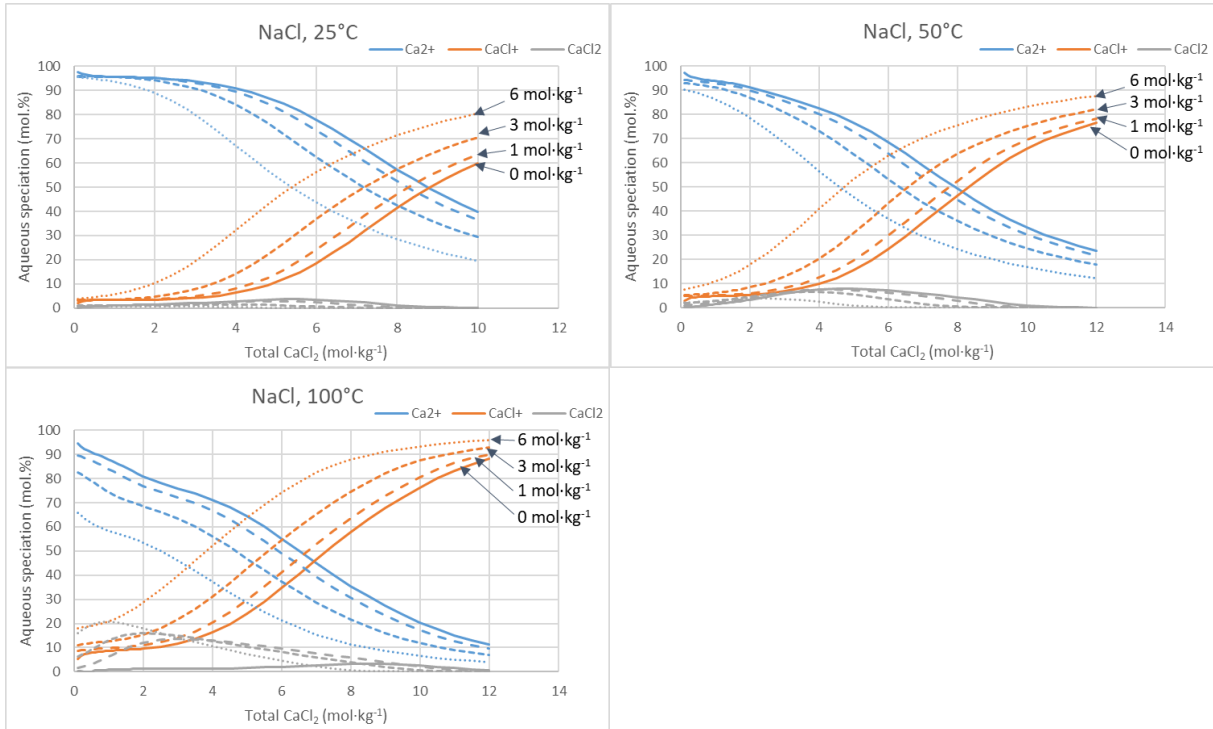 NaCl, 25°C
Ca2+ CaCl+ CaCl2
Aqueous speciation (mol.%)
100
90
80
70
60
50
40
30
20
10
0
6 mol·kg⁻¹
3 mol·kg⁻¹
1 mol·kg⁻¹
0 mol·kg⁻¹
0 2 4 6 8 10 12
Total CaCl₂ (mol·kg⁻¹)
NaCl, 50°C
Ca2+ CaCl+ CaCl2
Aqueous speciation (mol.%)
100
90
80
70
60
50
40
30
20
10
0
6 mol·kg⁻¹
3 mol·kg⁻¹
1 mol·kg⁻¹
0 mol·kg⁻¹
0 2 4 6 8 10 12 14
Total CaCl₂ (mol·kg⁻¹)
NaCl, 100°C
Ca2+ CaCl+ CaCl2
Aqueous speciation (mol.%)
100
90
80
70
60
50
40
30
20
10
0
6 mol·kg⁻¹
3 mol·kg⁻¹
1 mol·kg⁻¹
0 mol·kg⁻¹
0 2 4 6 8 10 12 14
Total CaCl₂ (mol·kg⁻¹)